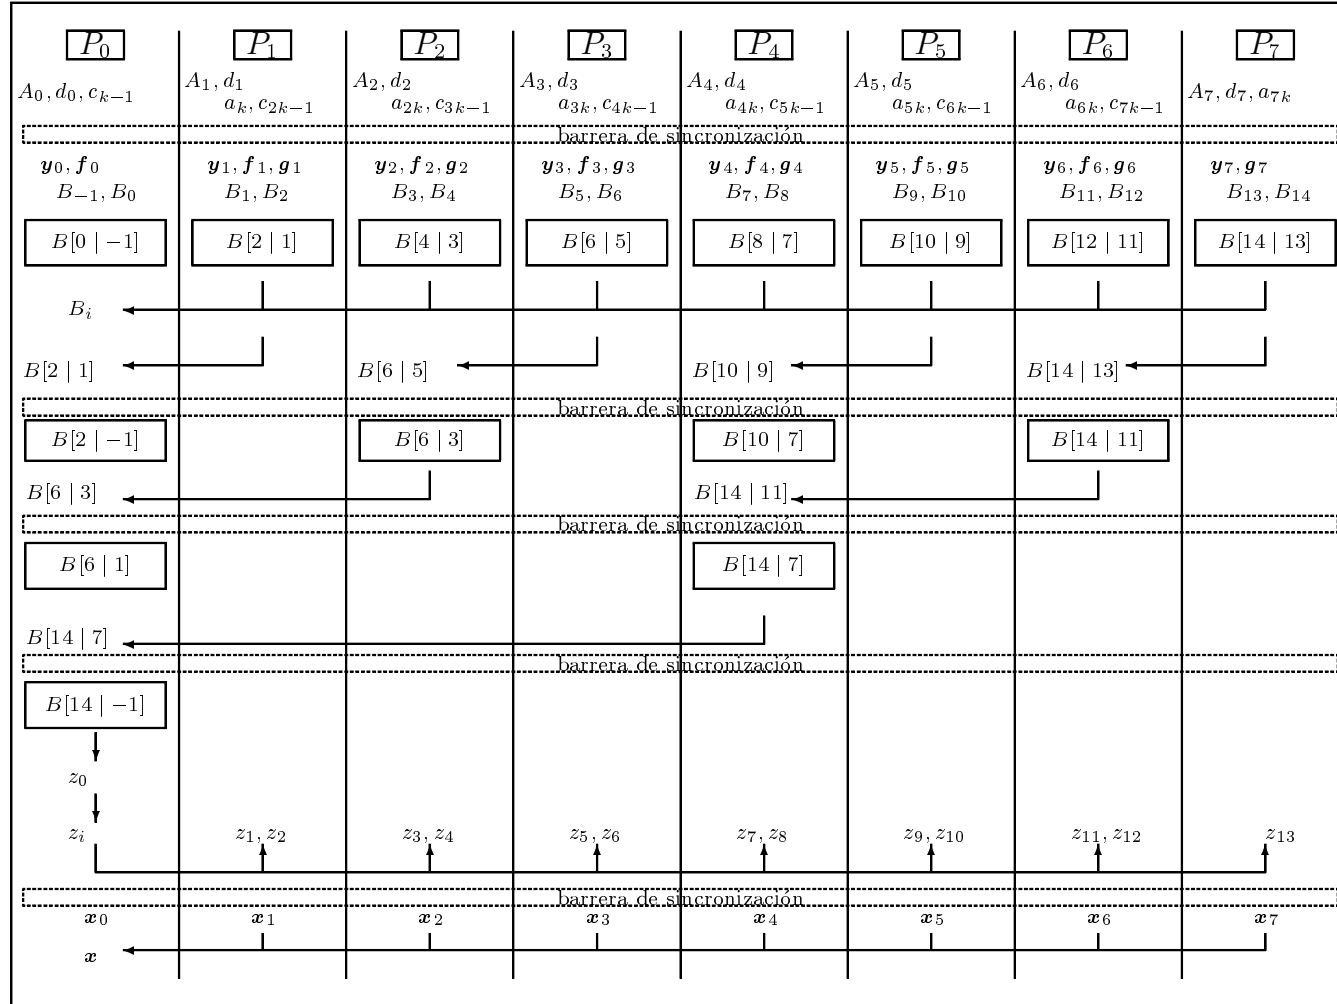 P₀ P₁ P₂ P₃ P₄ P₅ P₆ P₇
A₁, d₁ A₂, d₂ A₃, d₃ A₄, d₄ A₅, d₅ A₆, d₆
A₀, d₀, cₖ₋₁ A₇, d₇, a₇ₖ
aₖ, c₂ₖ₋₁ a₂ₖ, c₃ₖ₋₁ a₃ₖ, c₄ₖ₋₁ a₄ₖ, c₅ₖ₋₁ a₅ₖ, c₆ₖ₋₁ a₆ₖ, c₇ₖ₋₁
barrera de sincronización
y₀, f₀ y₁, f₁, g₁ y₂, f₂, g₂ y₃, f₃, g₃ y₄, f₄, g₄ y₅, f₅, g₅ y₆, f₆, g₆ y₇, g₇
B₋₁, B₀ B₁, B₂ B₃, B₄ B₅, B₆ B₇, B₈ B₉, B₁₀ B₁₁, B₁₂ B₁₃, B₁₄
B[0 | −1] B[2 | 1] B[4 | 3] B[6 | 5] B[8 | 7] B[10 | 9] B[12 | 11] B[14 | 13]
Bᵢ
B[2 | 1] B[6 | 5] B[10 | 9] B[14 | 13]
barrera de sincronización
B[2 | −1] B[6 | 3] B[10 | 7] B[14 | 11]
B[6 | 3] B[14 | 11]
barrera de sincronización
B[6 | 1] B[14 | 7]
B[14 | 7]
barrera de sincronización
B[14 | −1]
z₀
zᵢ z₁, z₂ z₃, z₄ z₅, z₆ z₇, z₈ z₉, z₁₀ z₁₁, z₁₂ z₁₃
barrera de sincronización
x₀ x₁ x₂ x₃ x₄ x₅ x₆ x₇
x